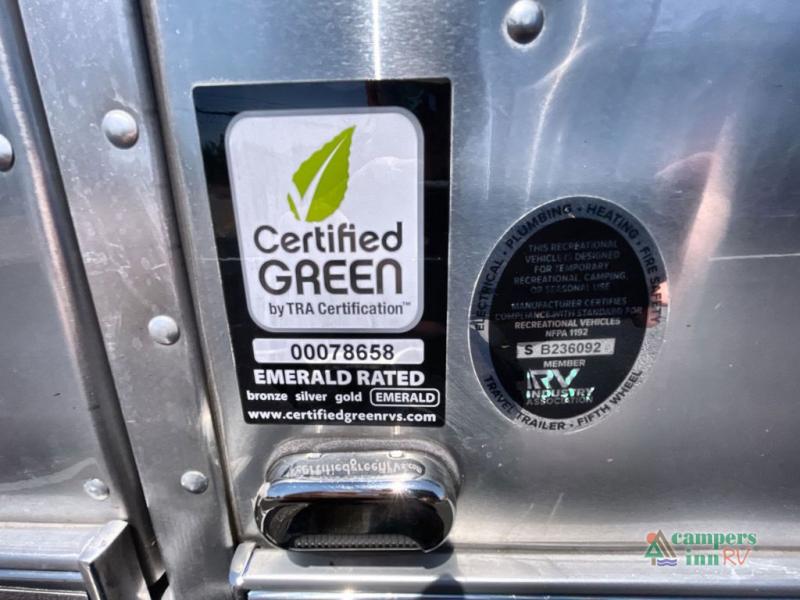 Certified
GREEN
by TRA Certification™
00078658
EMERALD RATED
bronze silver gold EMERALD
www.certifiedgreenrvs.com
ELECTRICAL - PLUMBING - HEATING - FIRE SAFETY
THIS RECREATIONAL
VEHICLE IS DESIGNED
FOR TEMPORARY
RECREATIONAL, CAMPING,
OR SEASONAL USE
MANUFACTURER CERTIFIES
COMPLIANCE WITH STANDARD FOR
RECREATIONAL VEHICLES
NFPA 1192
S B236092
MEMBER
RV
INDUSTRY
ASSOCIATION
TRAVEL TRAILER - FIFTH WHEEL
campers
inn RV